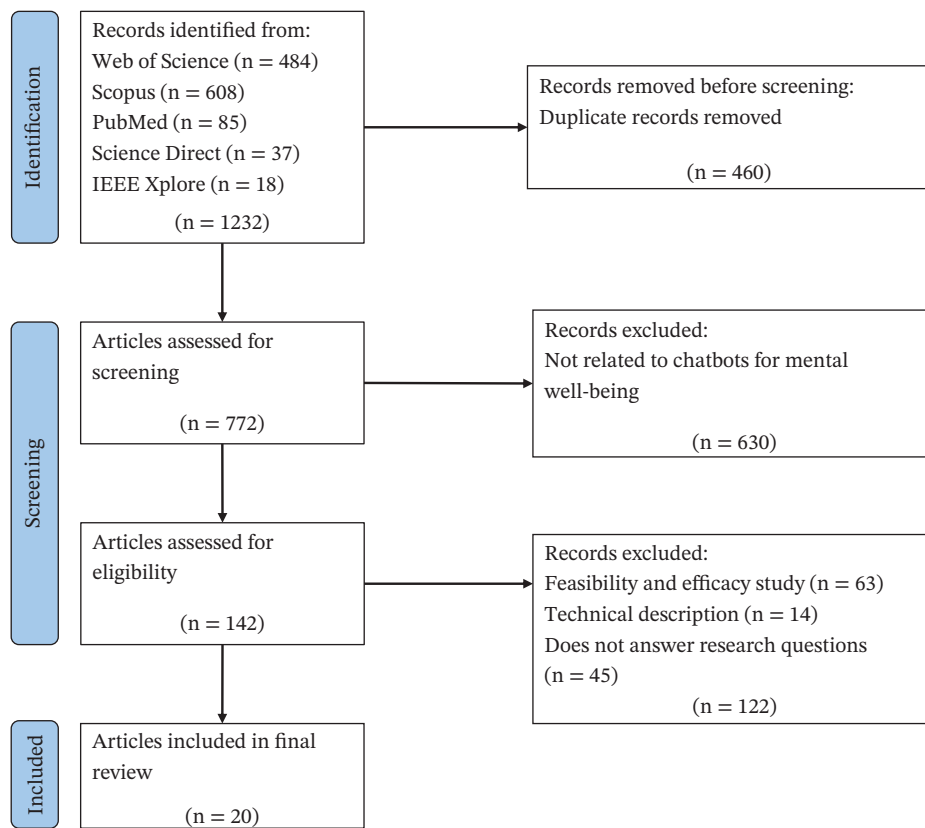 Identification
Records identified from:
Web of Science (n = 484)
Scopus (n = 608)
PubMed (n = 85)
Science Direct (n = 37)
IEEE Xplore (n = 18)
(n = 1232)
Records removed before screening:
Duplicate records removed
(n = 460)
Screening
Articles assessed for
screening
(n = 772)
Records excluded:
Not related to chatbots for mental
well-being
(n = 630)
Articles assessed for
eligibility
(n = 142)
Records excluded:
Feasibility and efficacy study (n = 63)
Technical description (n = 14)
Does not answer research questions
(n = 45)
(n = 122)
Included
Articles included in final
review
(n = 20)